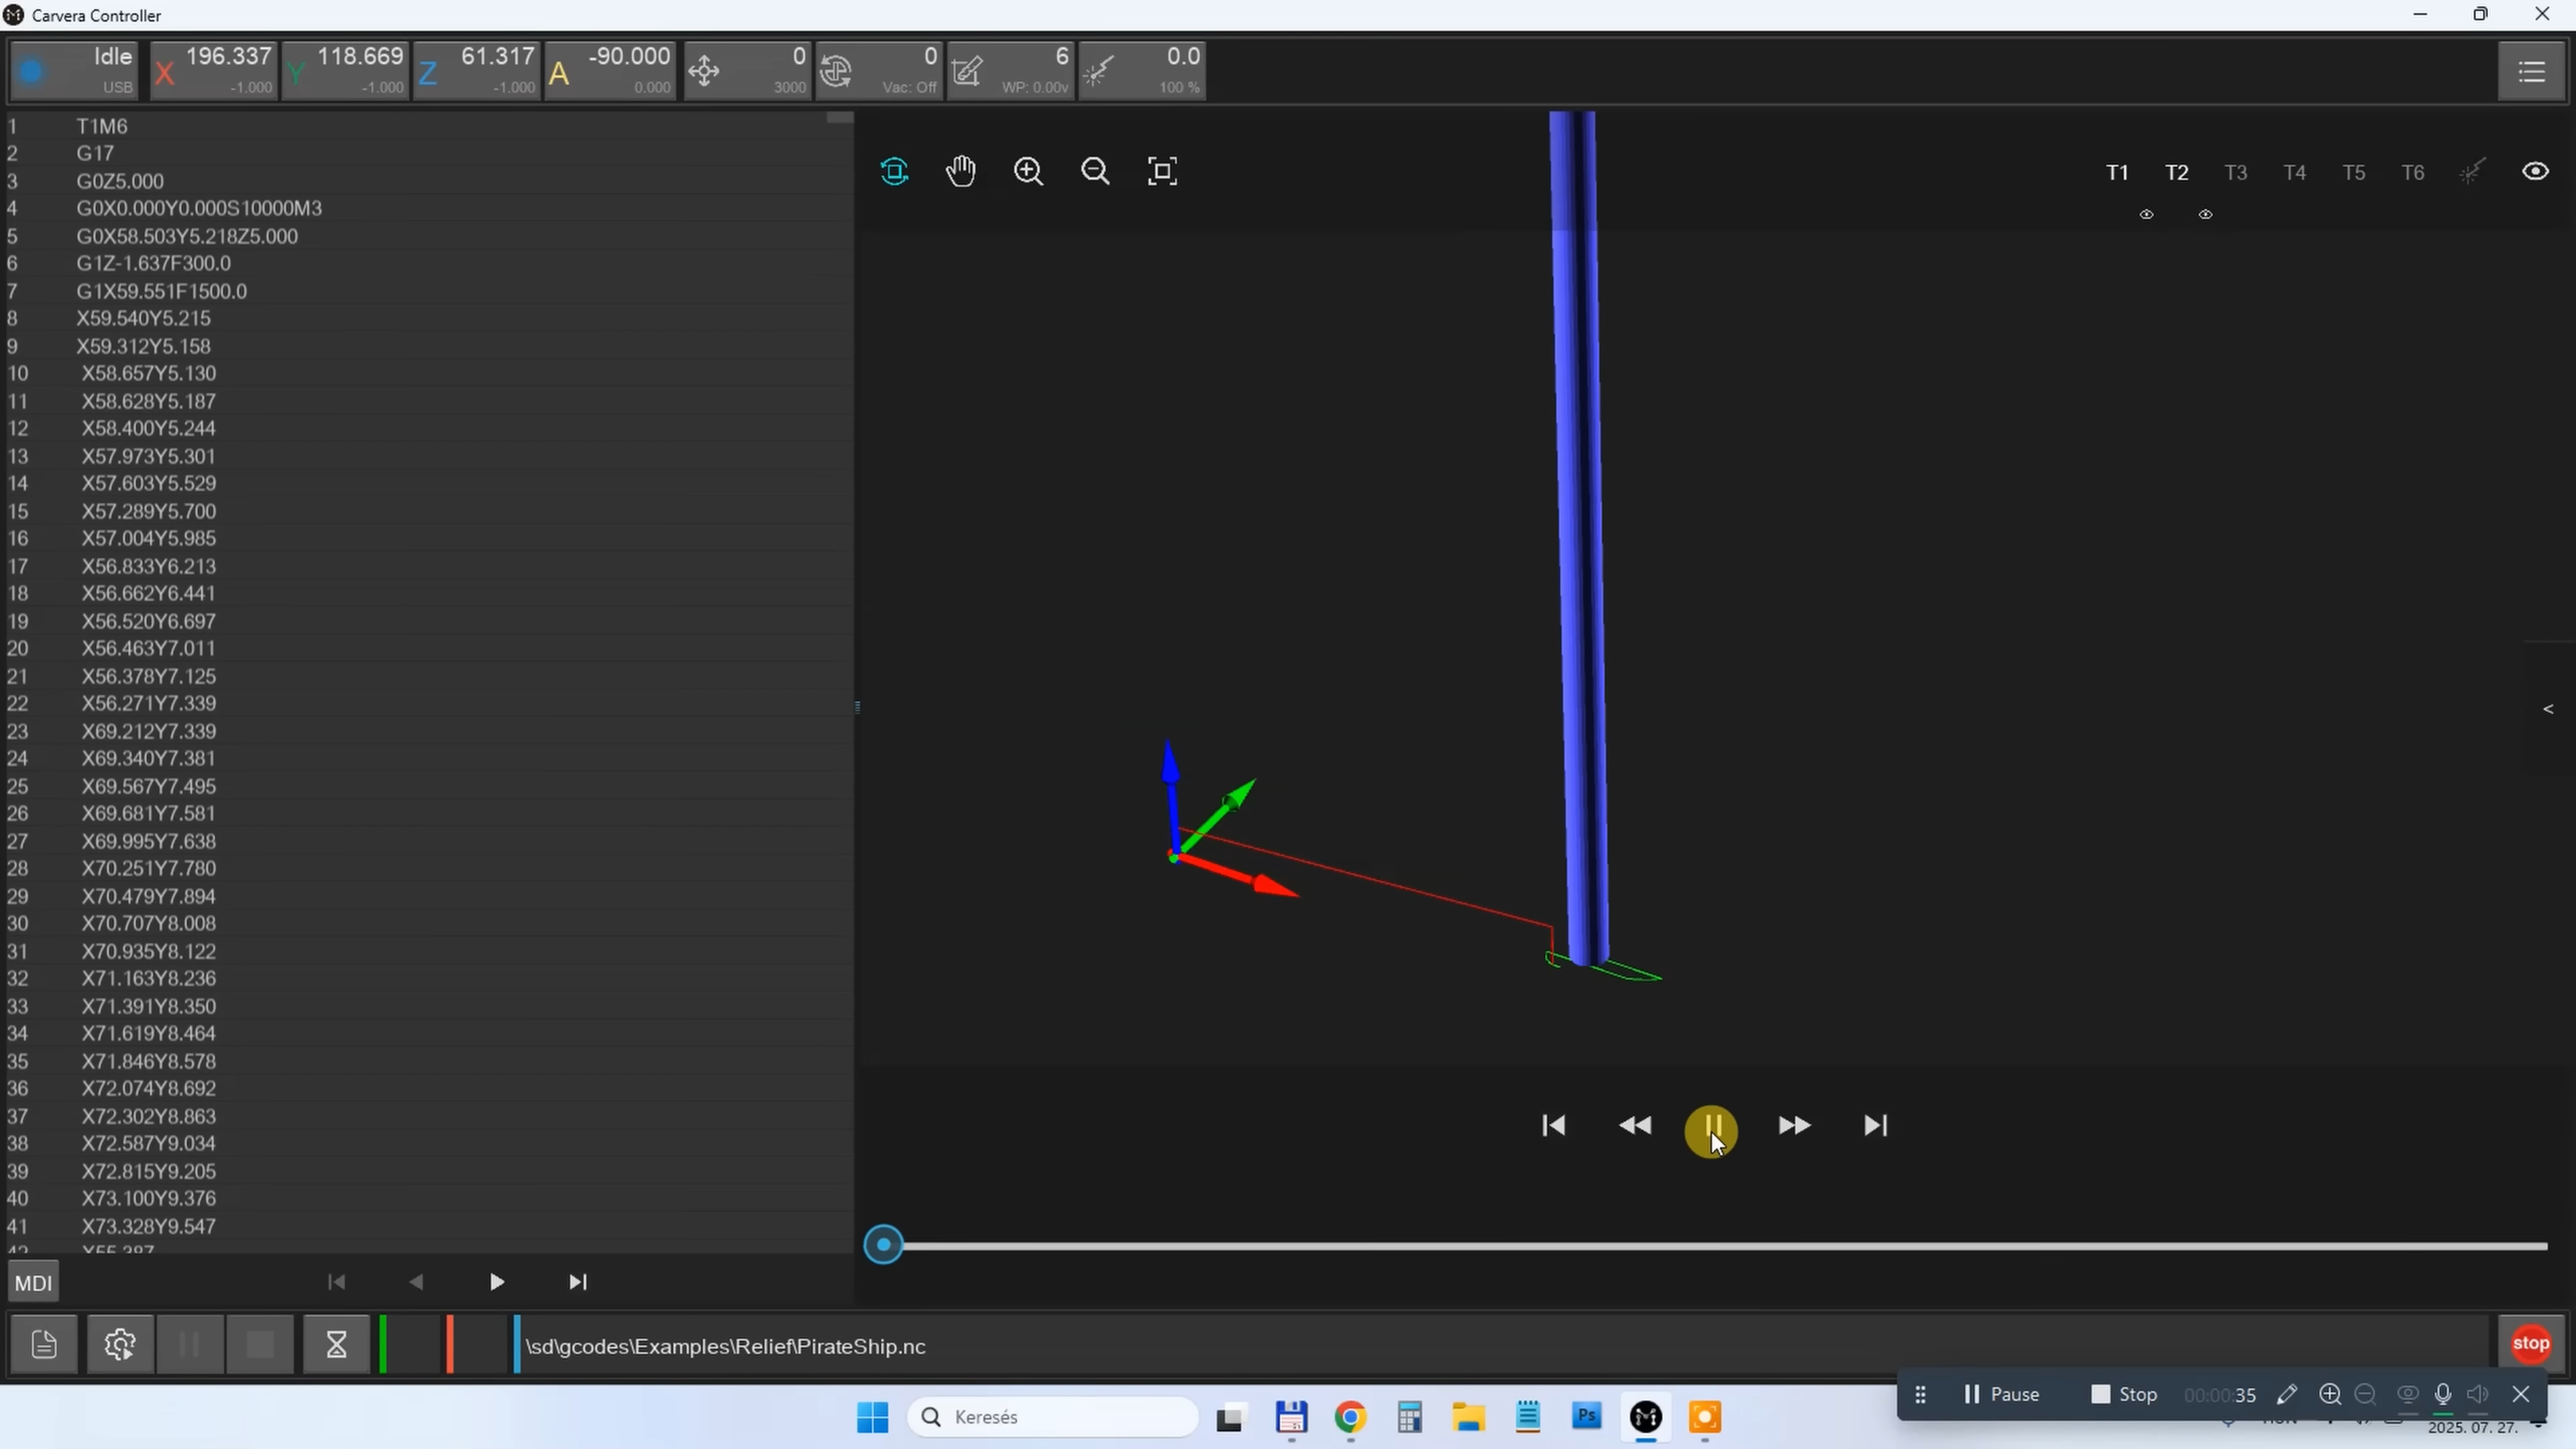 Carvera Controller
Idle
USB
X 196.337
-1.000
Y 118.669
-1.000
Z 61.317
-1.000
A -90.000
0.000
0
3000
0
Vac: Off
6
WP: 0.00v
0.0
100 %
1 T1M6
2 G17
3 G0Z5.000
4 G0X0.000Y0.000S10000M3
5 G0X58.503Y5.218Z5.000
6 G1Z-1.637F300.0
7 G1X59.551F1500.0
8 X59.540Y5.215
9 X59.312Y5.158
10 X58.657Y5.130
11 X58.628Y5.187
12 X58.400Y5.244
13 X57.973Y5.301
14 X57.603Y5.529
15 X57.289Y5.700
16 X57.004Y5.985
17 X56.833Y6.213
18 X56.662Y6.441
19 X56.520Y6.697
20 X56.463Y7.011
21 X56.378Y7.125
22 X56.271Y7.339
23 X69.212Y7.339
24 X69.340Y7.381
25 X69.567Y7.495
26 X69.681Y7.581
27 X69.995Y7.638
28 X70.251Y7.780
29 X70.479Y7.894
30 X70.707Y8.008
31 X70.935Y8.122
32 X71.163Y8.236
33 X71.391Y8.350
34 X71.619Y8.464
35 X71.846Y8.578
36 X72.074Y8.692
37 X72.302Y8.863
38 X72.587Y9.034
39 X72.815Y9.205
40 X73.100Y9.376
41 X73.328Y9.547
42 X55.387
T1 T2 T3 T4 T5 T6
<
MDI
\sd\gcodes\Examples\Relief\PirateShip.nc
stop
Pause Stop 00:00:35
Keresés
Ps
2025. 07. 27.